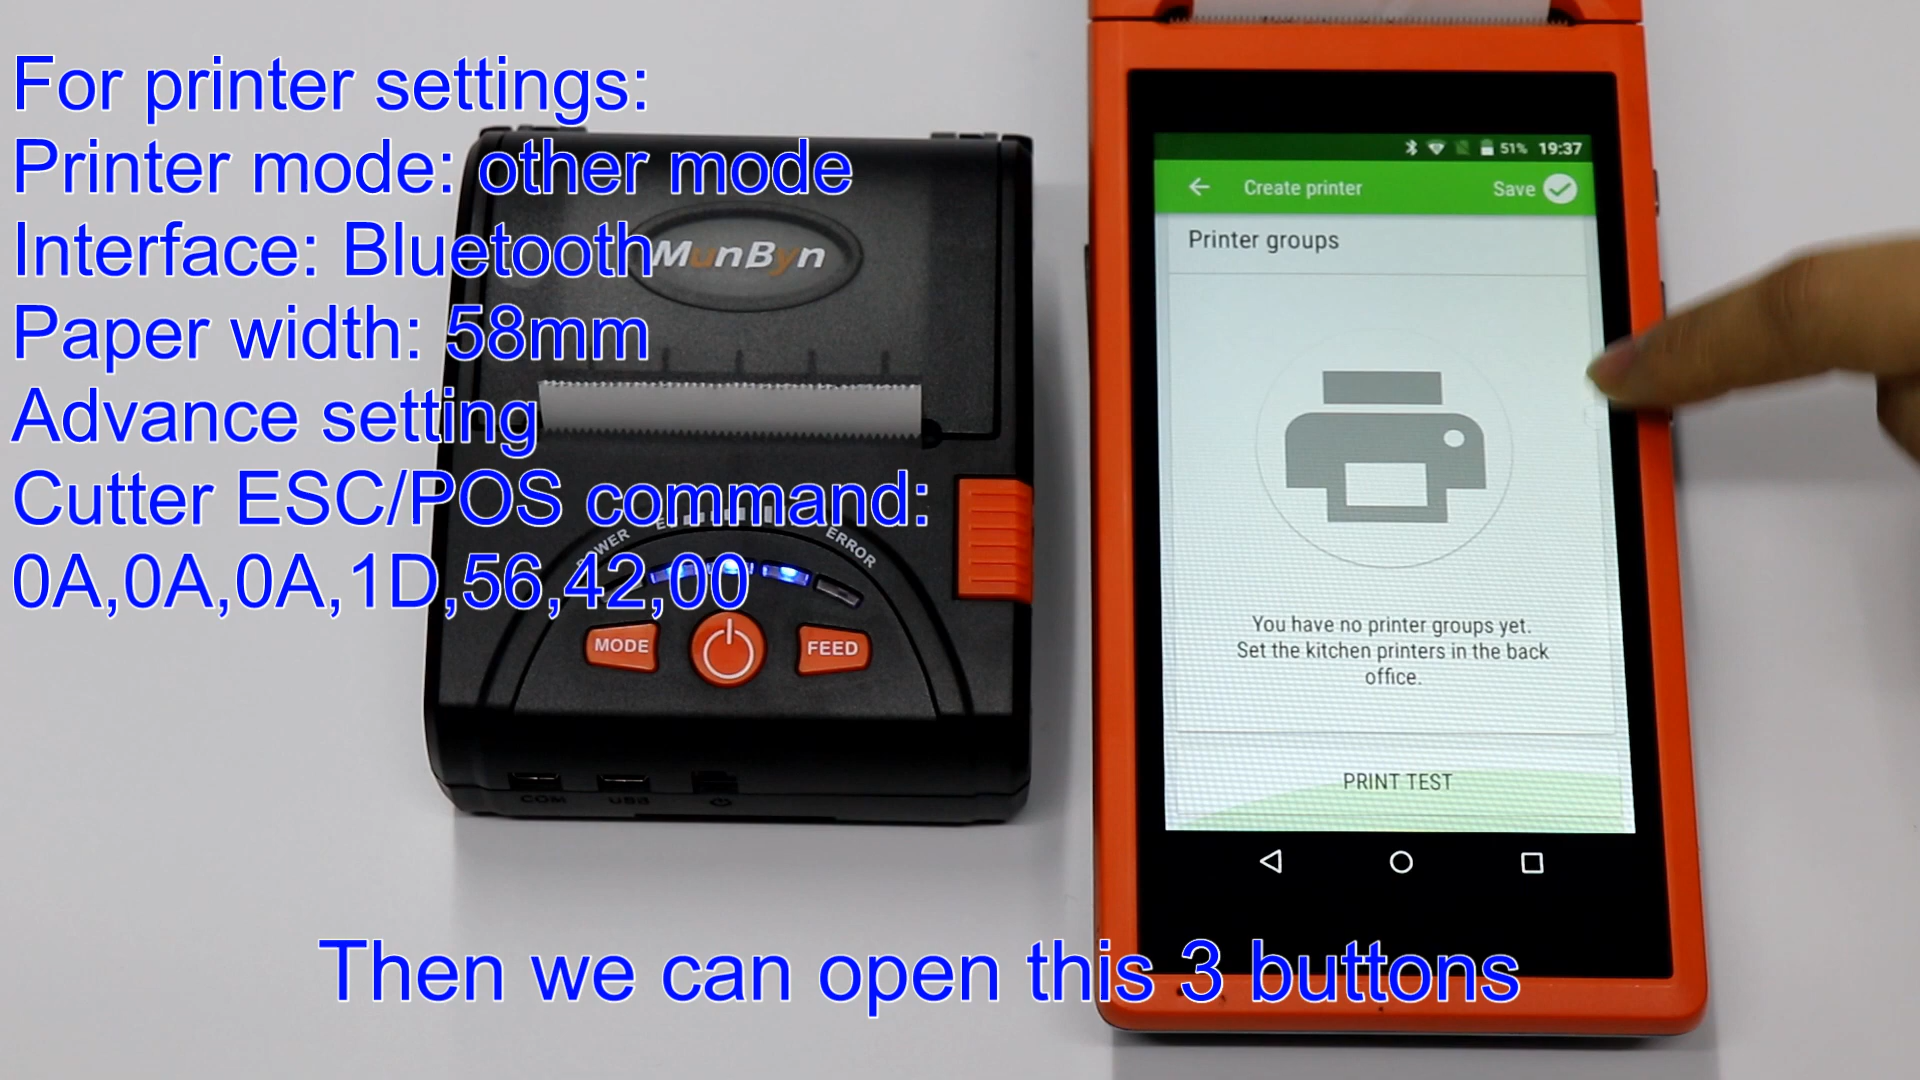 For printer settings:
Printer mode: other mode
Interface: Bluetooth
Paper width: 58mm
Advance setting
Cutter ESC/POS command:
0A,0A,0A,1D,56,42,00
MunByn
POWER
ERROR
MODE
FEED
COM
USB
51% 19:37
Create printer
Save
Printer groups
You have no printer groups yet.
Set the kitchen printers in the back
office.
PRINT TEST
Then we can open this 3 buttons